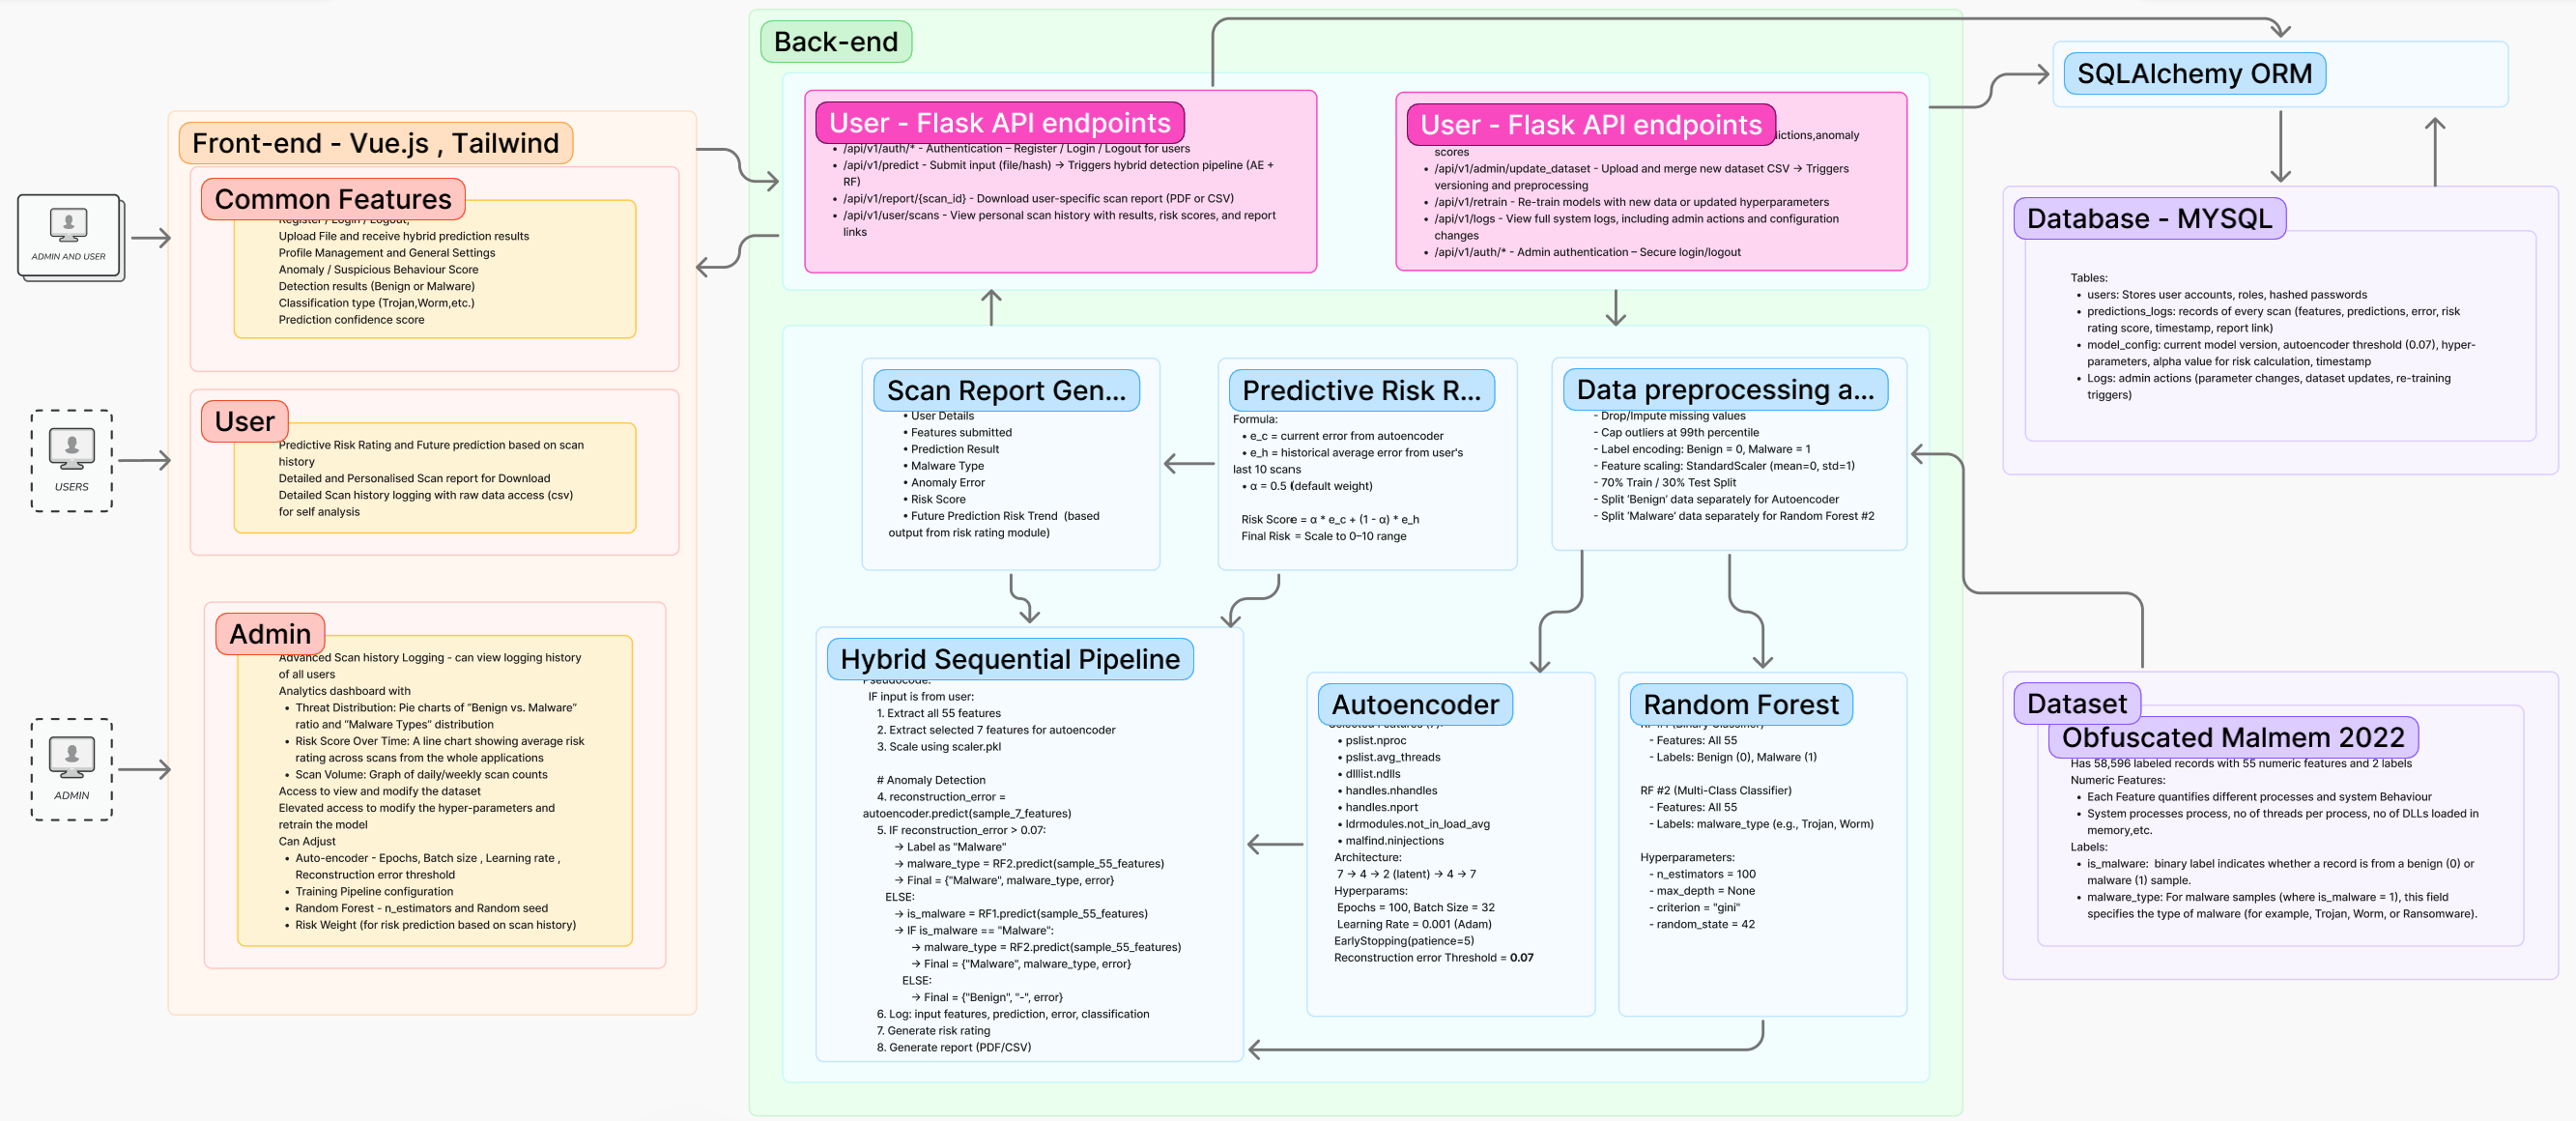 ADMIN AND USER
USERS
ADMIN
Front-end - Vue.js , Tailwind
Common Features
Register / Login / Logout,
Upload File and receive hybrid prediction results
Profile Management and General Settings
Anomaly / Suspicious Behaviour Score
Detection results (Benign or Malware)
Classification type (Trojan,Worm,etc.)
Prediction confidence score
User
Predictive Risk Rating and Future prediction based on scan
history
Detailed and Personalised Scan report for Download
Detailed Scan history logging with raw data access (csv)
for self analysis
Admin
Advanced Scan history Logging - can view logging history
of all users
Analytics dashboard with
• Threat Distribution: Pie charts of "Benign vs. Malware"
ratio and "Malware Types" distribution
• Risk Score Over Time: A line chart showing average risk
rating across scans from the whole applications
• Scan Volume: Graph of daily/weekly scan counts
Access to view and modify the dataset
Elevated access to modify the hyper-parameters and
retrain the model
Can Adjust
• Auto-encoder - Epochs, Batch size , Learning rate ,
Reconstruction error threshold
• Training Pipeline configuration
• Random Forest - n_estimators and Random seed
• Risk Weight (for risk prediction based on scan history)
Back-end
User - Flask API endpoints
• /api/v1/auth/* - Authentication – Register / Login / Logout for users
• /api/v1/predict - Submit input (file/hash) → Triggers hybrid detection pipeline (AE +
RF)
• /api/v1/report/{scan_id} - Download user-specific scan report (PDF or CSV)
• /api/v1/user/scans - View personal scan history with results, risk scores, and report
links
User - Flask API endpoints
dictions,anomaly
scores
• /api/v1/admin/update_dataset - Upload and merge new dataset CSV → Triggers
versioning and preprocessing
• /api/v1/retrain - Re-train models with new data or updated hyperparameters
• /api/v1/logs - View full system logs, including admin actions and configuration
changes
• /api/v1/auth/* - Admin authentication – Secure login/logout
Scan Report Gen...
• User Details
• Features submitted
• Prediction Result
• Malware Type
• Anomaly Error
• Risk Score
• Future Prediction Risk Trend (based
output from risk rating module)
Predictive Risk R...
Formula:
• e_c = current error from autoencoder
• e_h = historical average error from user's
last 10 scans
• α = 0.5 (default weight)
Risk Score = α * e_c + (1 - α) * e_h
Final Risk = Scale to 0–10 range
Data preprocessing a...
- Drop/Impute missing values
- Cap outliers at 99th percentile
- Label encoding: Benign = 0, Malware = 1
- Feature scaling: StandardScaler (mean=0, std=1)
- 70% Train / 30% Test Split
- Split 'Benign' data separately for Autoencoder
- Split 'Malware' data separately for Random Forest #2
Hybrid Sequential Pipeline
Pseudocode:
IF input is from user:
1. Extract all 55 features
2. Extract selected 7 features for autoencoder
3. Scale using scaler.pkl
# Anomaly Detection
4. reconstruction_error =
autoencoder.predict(sample_7_features)
5. IF reconstruction_error > 0.07:
→ Label as "Malware"
→ malware_type = RF2.predict(sample_55_features)
→ Final = {"Malware", malware_type, error}
ELSE:
→ is_malware = RF1.predict(sample_55_features)
→ IF is_malware == "Malware":
→ malware_type = RF2.predict(sample_55_features)
→ Final = {"Malware", malware_type, error}
ELSE:
→ Final = {"Benign", "-", error}
6. Log: input features, prediction, error, classification
7. Generate risk rating
8. Generate report (PDF/CSV)
Autoencoder
Selected Features (7):
• pslist.nproc
• pslist.avg_threads
• dlllist.ndlls
• handles.nhandles
• handles.nport
• ldrmodules.not_in_load_avg
• malfind.ninjections
Architecture:
7 → 4 → 2 (latent) → 4 → 7
Hyperparams:
Epochs = 100, Batch Size = 32
Learning Rate = 0.001 (Adam)
EarlyStopping(patience=5)
Reconstruction error Threshold = 0.07
Random Forest
RF #1 (Binary Classifier)
- Features: All 55
- Labels: Benign (0), Malware (1)
RF #2 (Multi-Class Classifier)
- Features: All 55
- Labels: malware_type (e.g., Trojan, Worm)
Hyperparameters:
- n_estimators = 100
- max_depth = None
- criterion = "gini"
- random_state = 42
SQLAlchemy ORM
Database - MYSQL
Tables:
• users: Stores user accounts, roles, hashed passwords
• predictions_logs: records of every scan (features, predictions, error, risk
rating score, timestamp, report link)
• model_config: current model version, autoencoder threshold (0.07), hyper-
parameters, alpha value for risk calculation, timestamp
• Logs: admin actions (parameter changes, dataset updates, re-training
triggers)
Dataset
Obfuscated Malmem 2022
Has 58,596 labeled records with 55 numeric features and 2 labels
Numeric Features:
• Each Feature quantifies different processes and system Behaviour
• System processes process, no of threads per process, no of DLLs loaded in
memory,etc.
Labels:
• is_malware: binary label indicates whether a record is from a benign (0) or
malware (1) sample.
• malware_type: For malware samples (where is_malware = 1), this field
specifies the type of malware (for example, Trojan, Worm, or Ransomware).